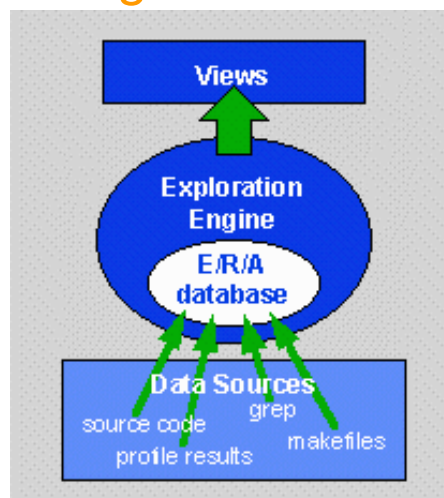 Views
Exploration
Engine
E/R/A
database
Data Sources
source code
grep
profile results
makefiles